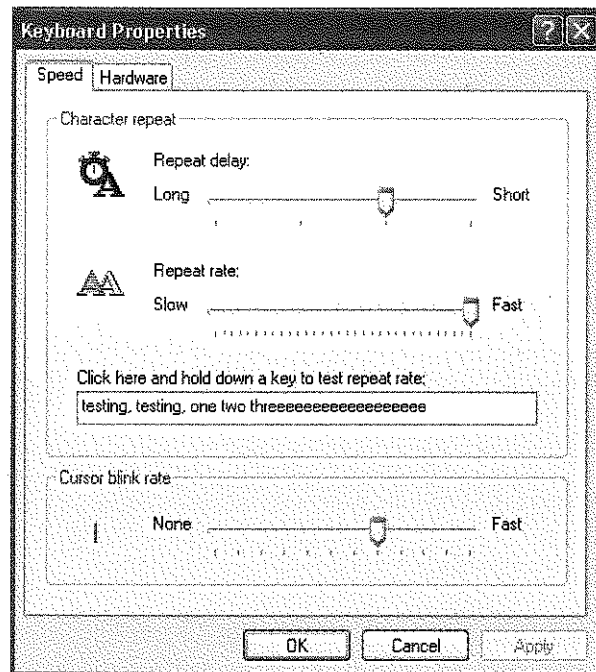 Keyboard Properties
Speed Hardware
Character repeat
Repeat delay:
Long Short
Repeat rate:
Slow Fast
Click here and hold down a key to test repeat rate:
testing, testing, one two threeeeeeeeeeeeeeeeeee
Cursor blink rate
None Fast
OK Cancel Apply